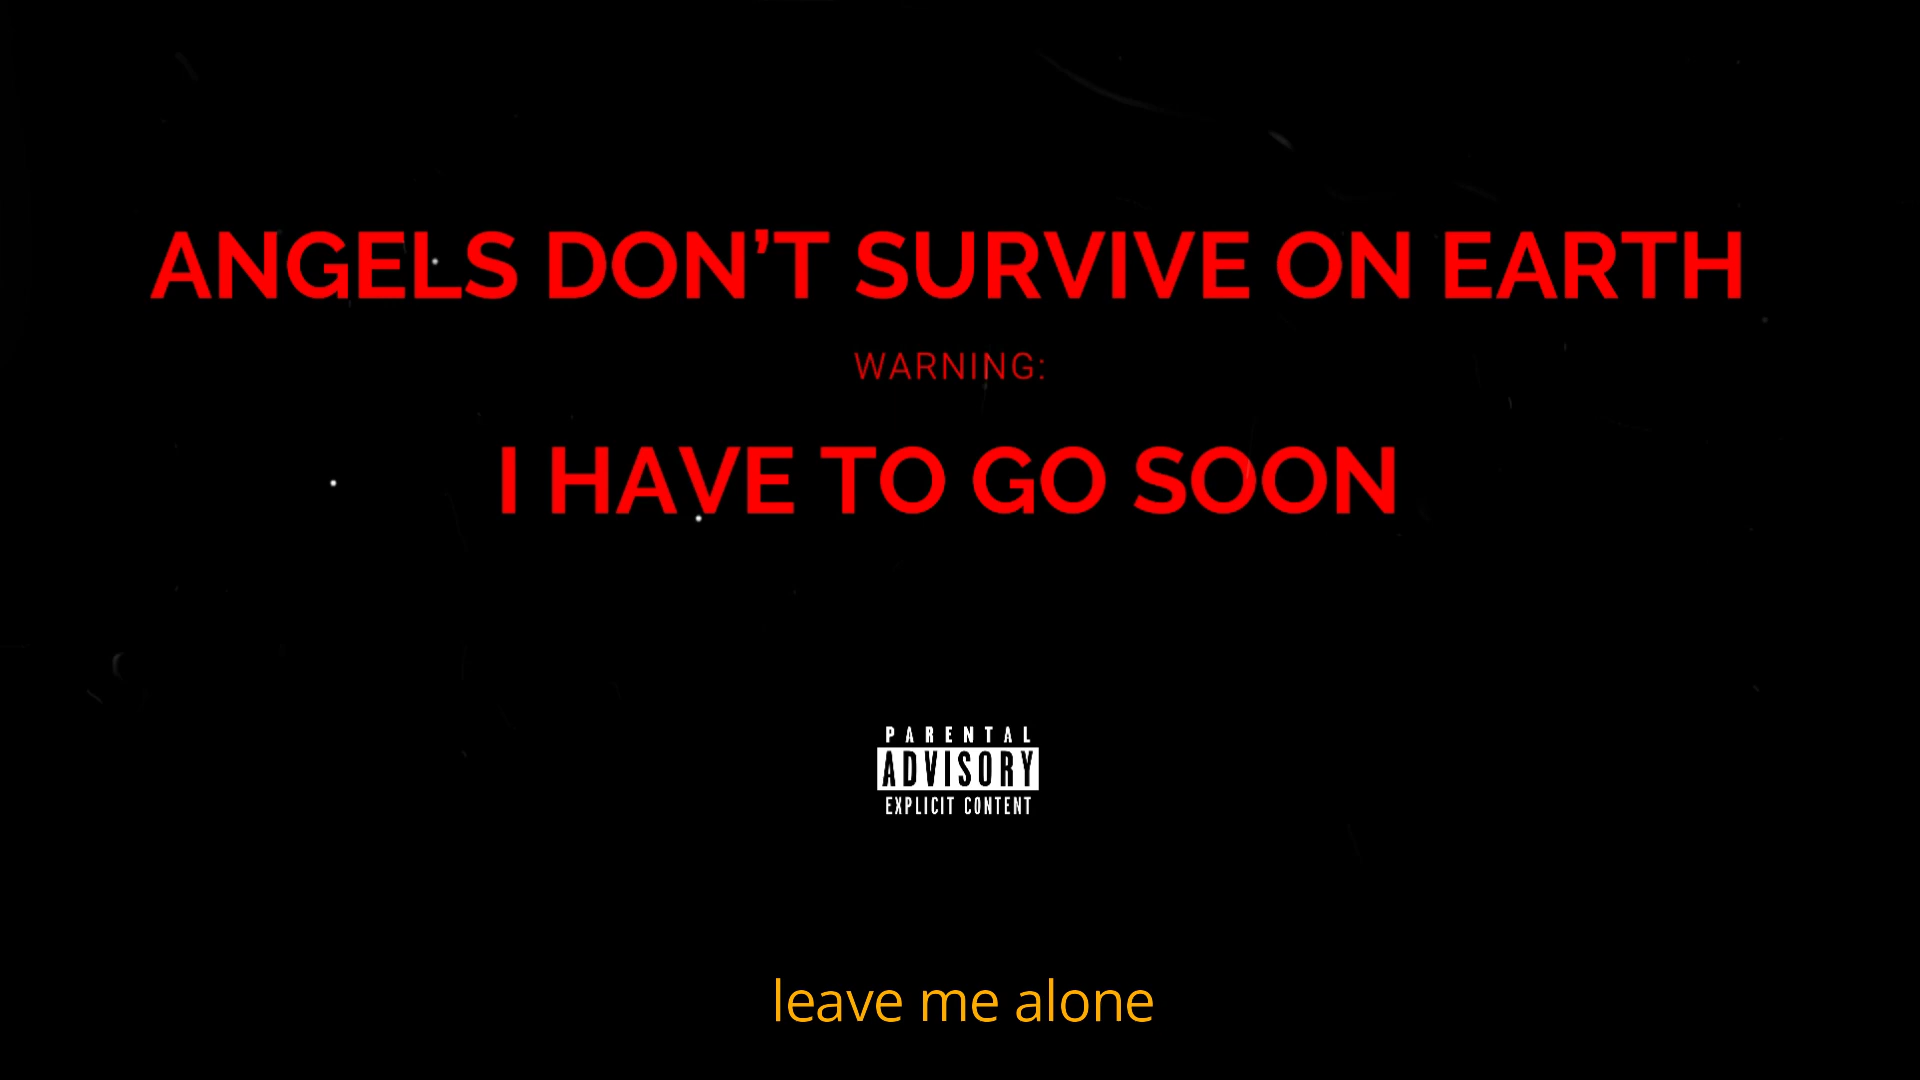 ANGELS DON’T SURVIVE ON EARTH
WARNING:
I HAVE TO GO SOON
PARENTAL
ADVISORY
EXPLICIT CONTENT
leave me alone